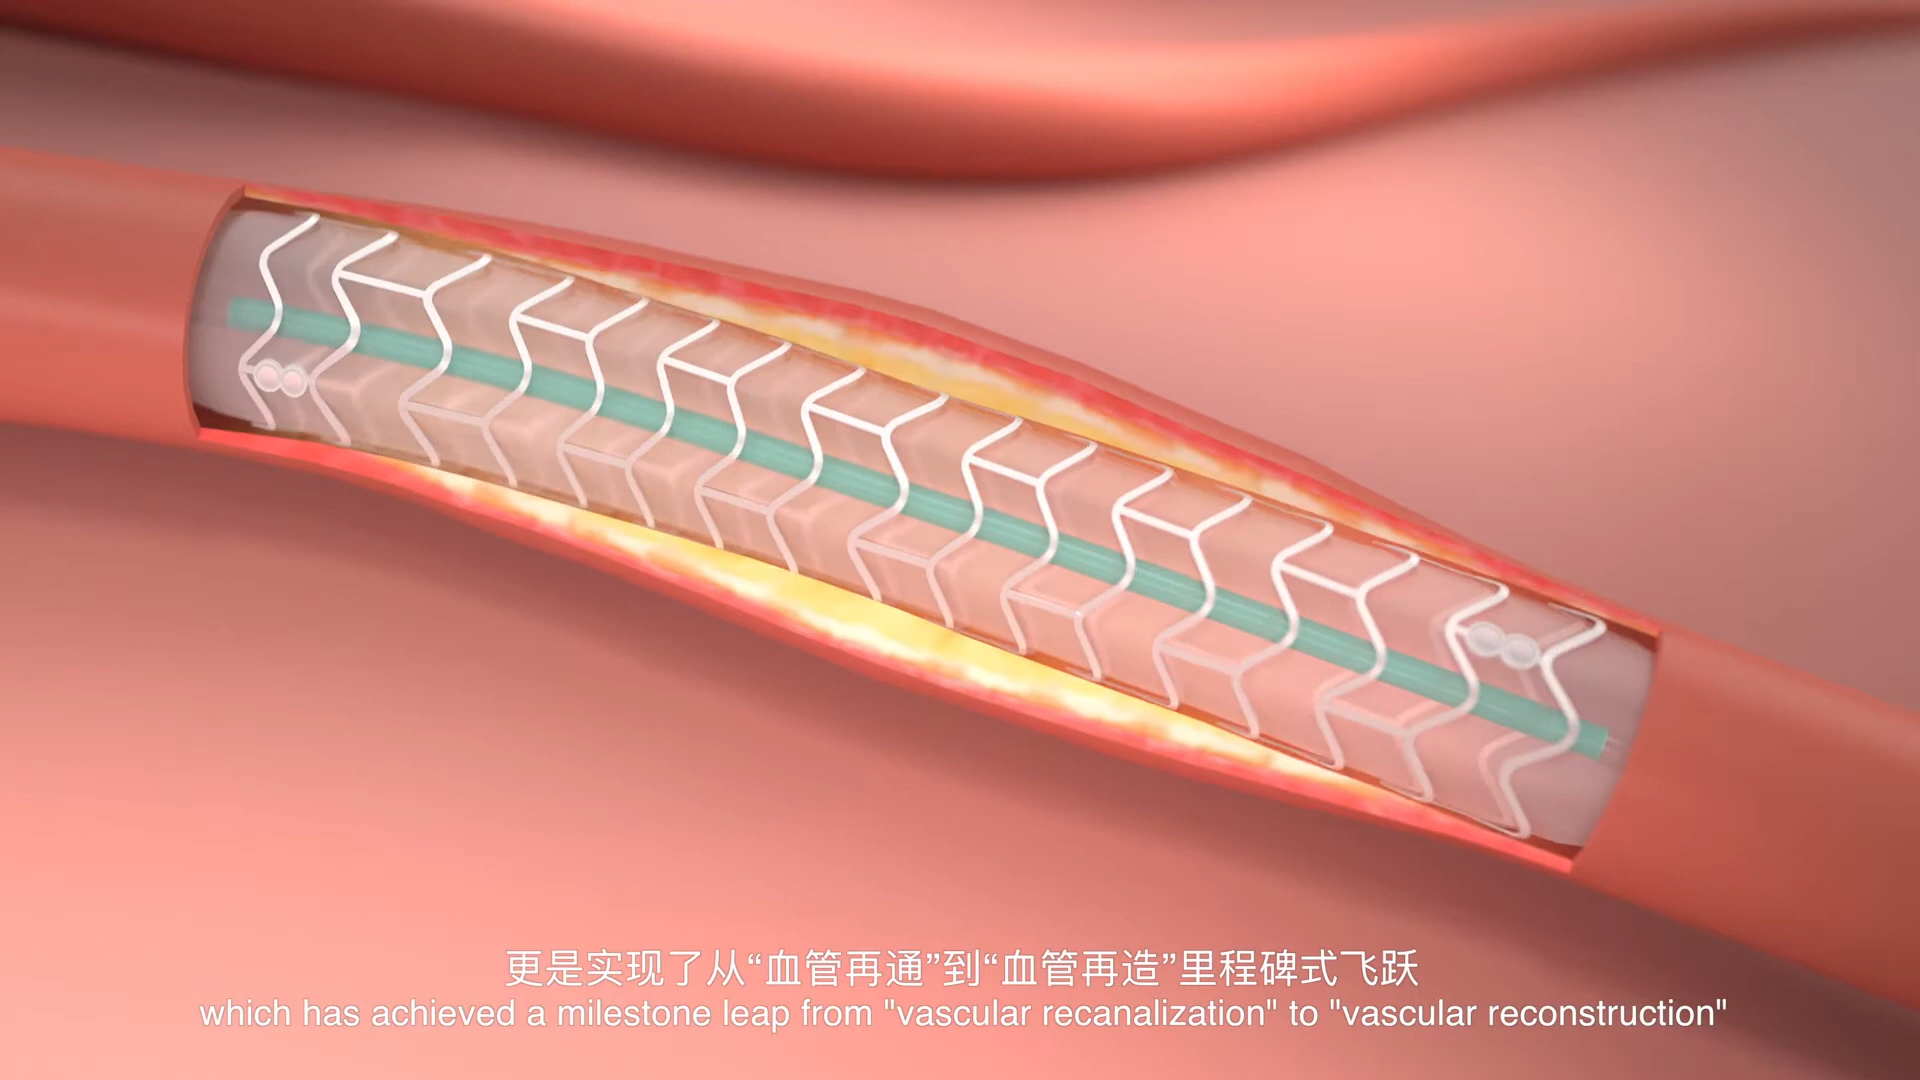 更是实现了从“血管再通”到“血管再造”里程碑式飞跃
which has achieved a milestone leap from "vascular recanalization" to "vascular reconstruction"